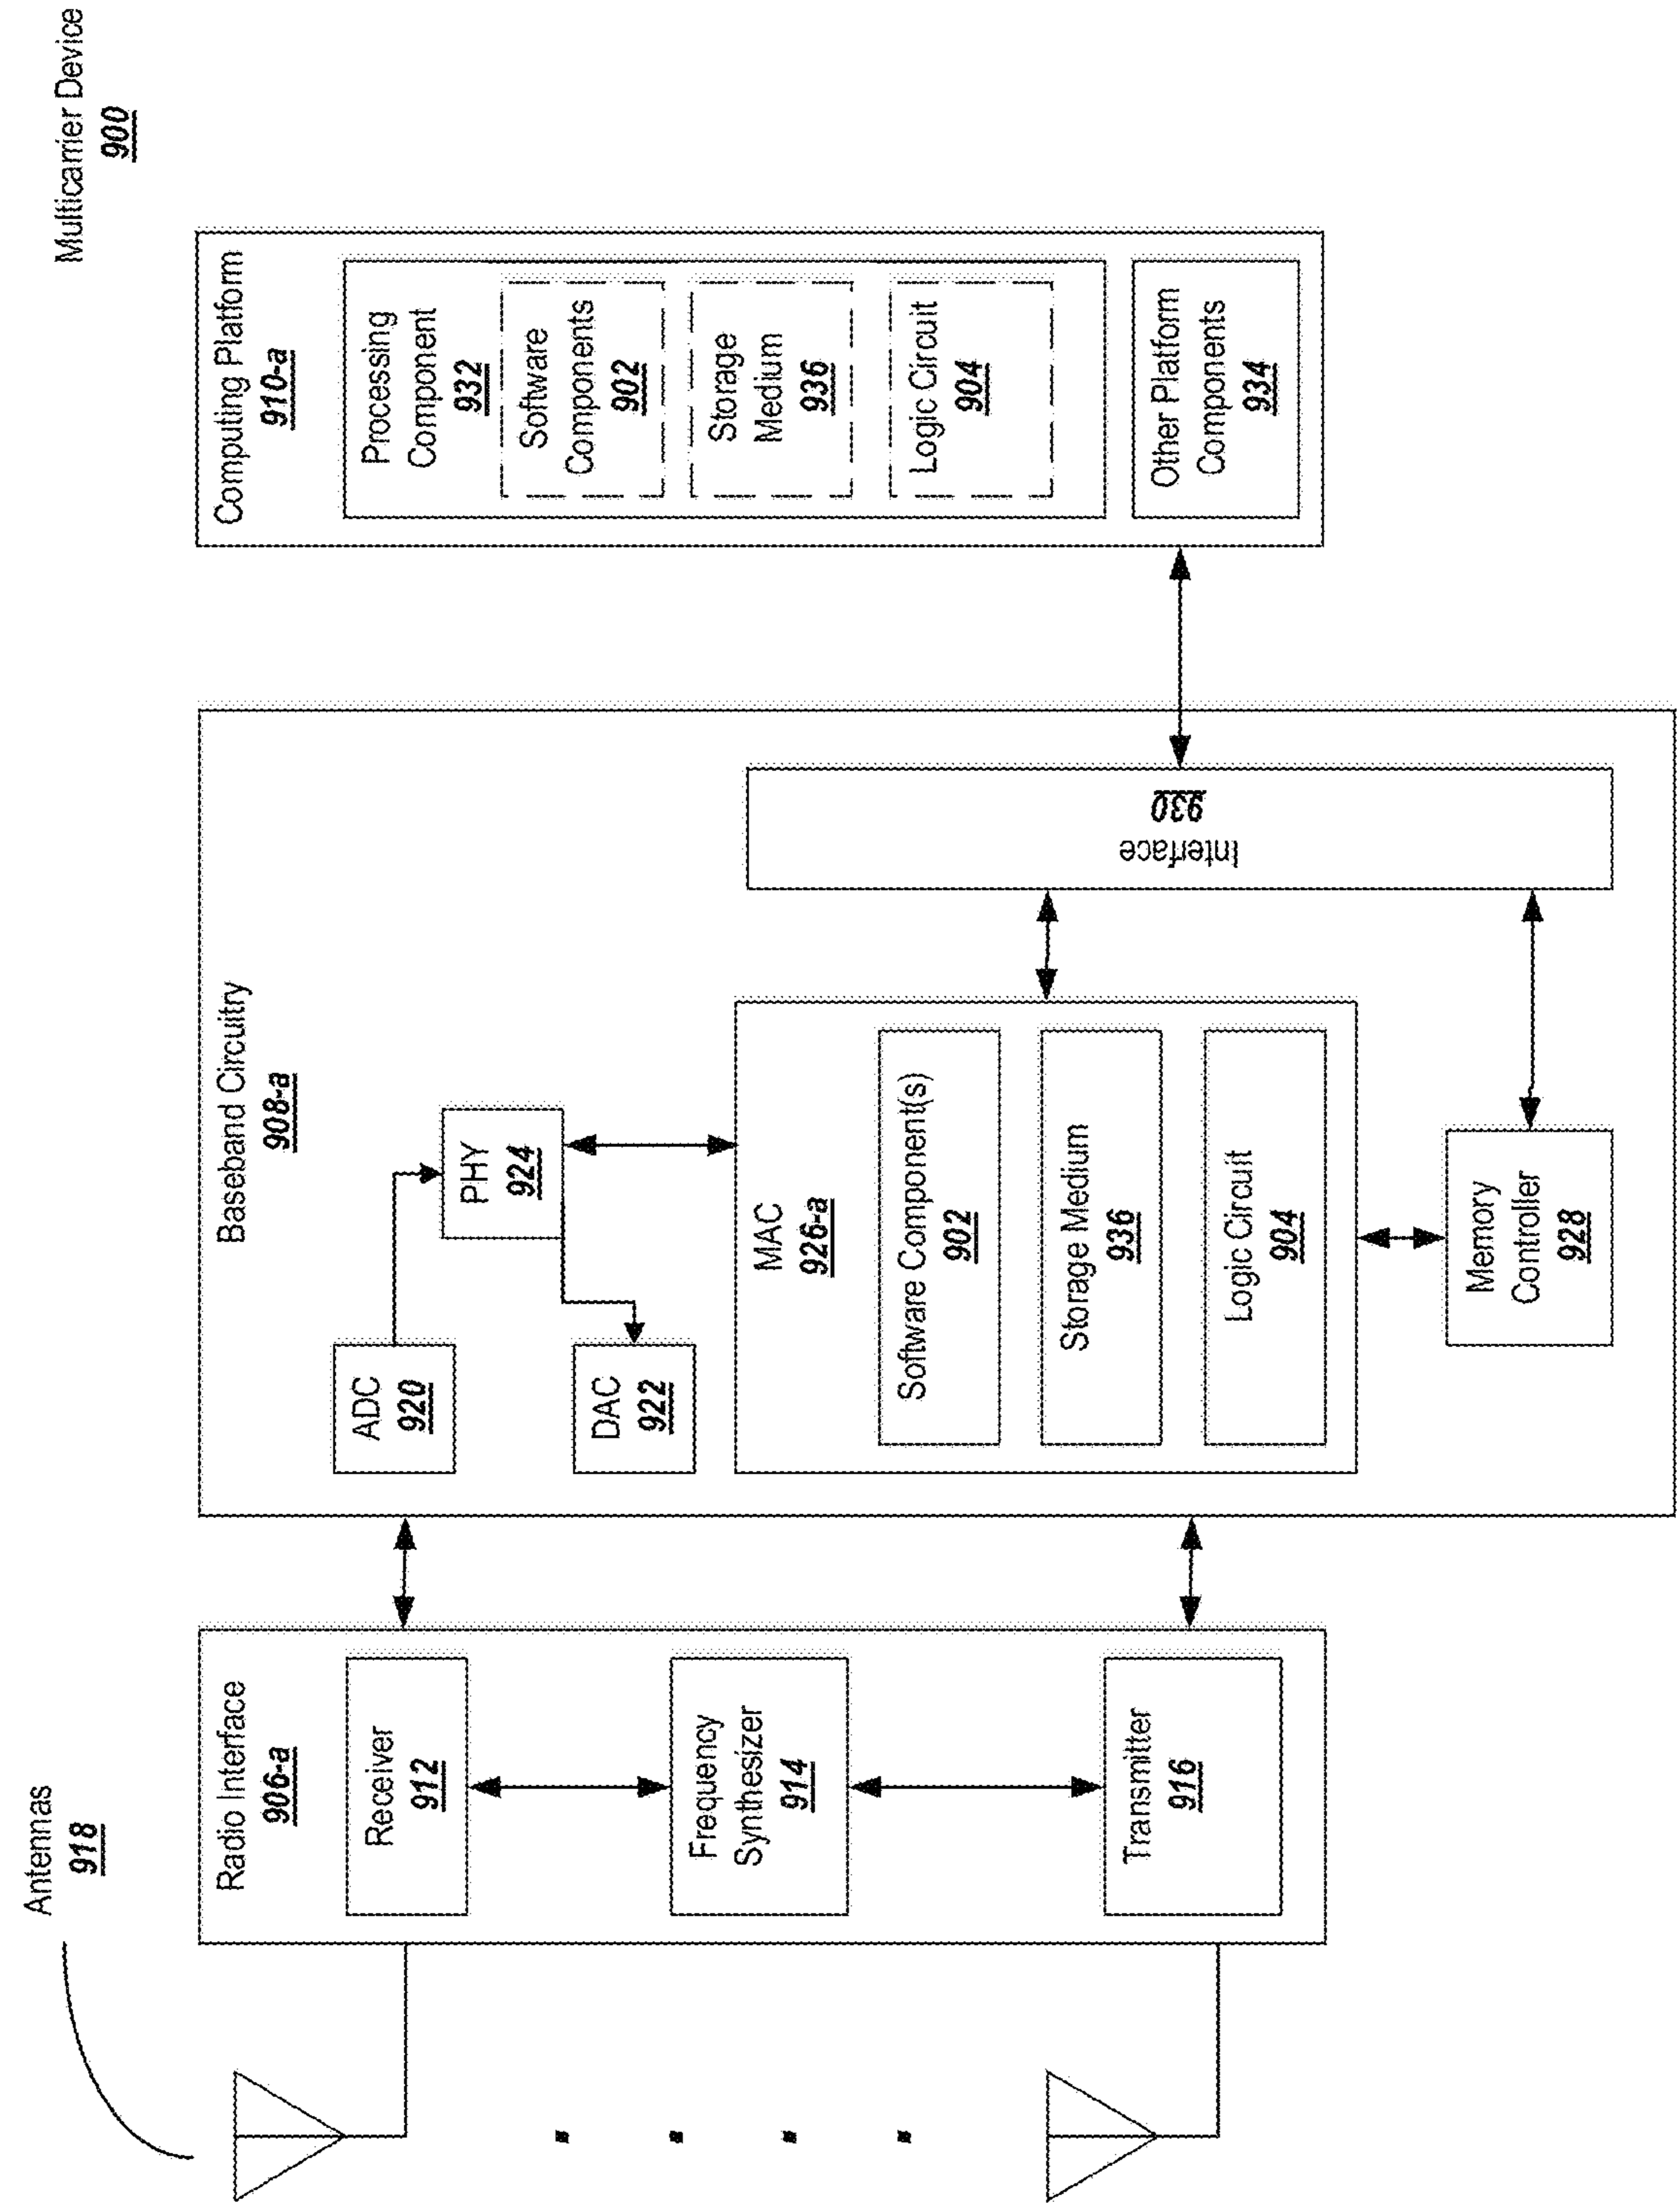 Multicarrier Device
900
Antennas
918
Radio Interface
906-a
Receiver
912
Frequency
Synthesizer
914
Transmitter
916
Baseband Circuitry
908-a
ADC
920
PHY
924
DAC
922
MAC
926-a
Software Component(s)
902
Storage Medium
936
Logic Circuit
904
Memory
Controller
928
Interface
930
Computing Platform
910-a
Processing
Component
932
Software
Components
902
Storage
Medium
936
Logic Circuit
904
Other Platform
Components
934